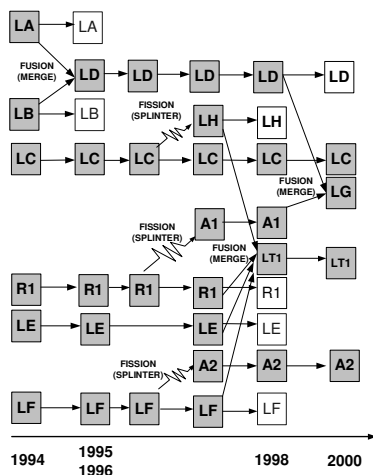 LA LA
FUSION
(MERGE)
LD LD LD LD LD
LB LB
FISSION
(SPLINTER)
LH LH
LC LC LC LC LC LC
FUSION
(MERGE)
LG
FISSION
(SPLINTER)
A1 A1
FUSION
(MERGE)
LT1 LT1
R1 R1 R1 R1 R1
LE LE LE LE
FISSION
(SPLINTER)
A2 A2 A2
LF LF LF LF LF
1994 1995 1998 2000
1996